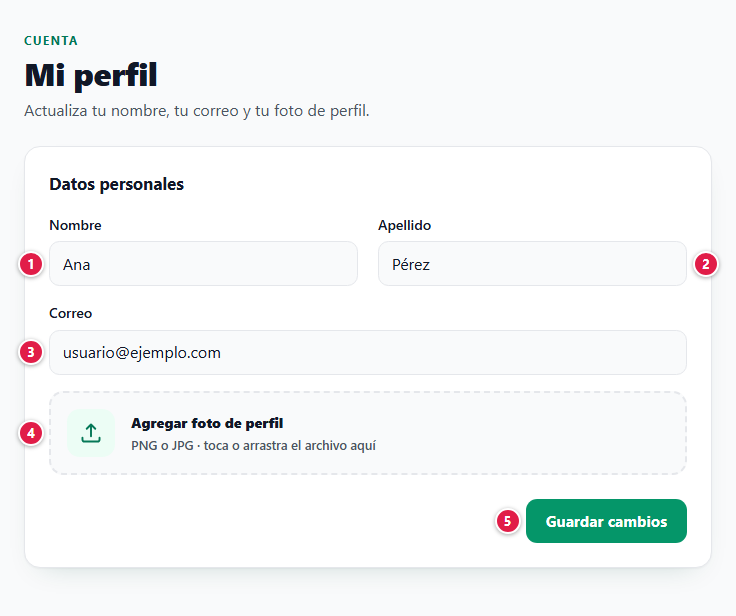 CUENTA
Mi perfil
Actualiza tu nombre, tu correo y tu foto de perfil.
Datos personales
Nombre
Apellido
1 Ana
Pérez 2
Correo
3 usuario@ejemplo.com
4 Agregar foto de perfil
PNG o JPG · toca o arrastra el archivo aquí
5 Guardar cambios